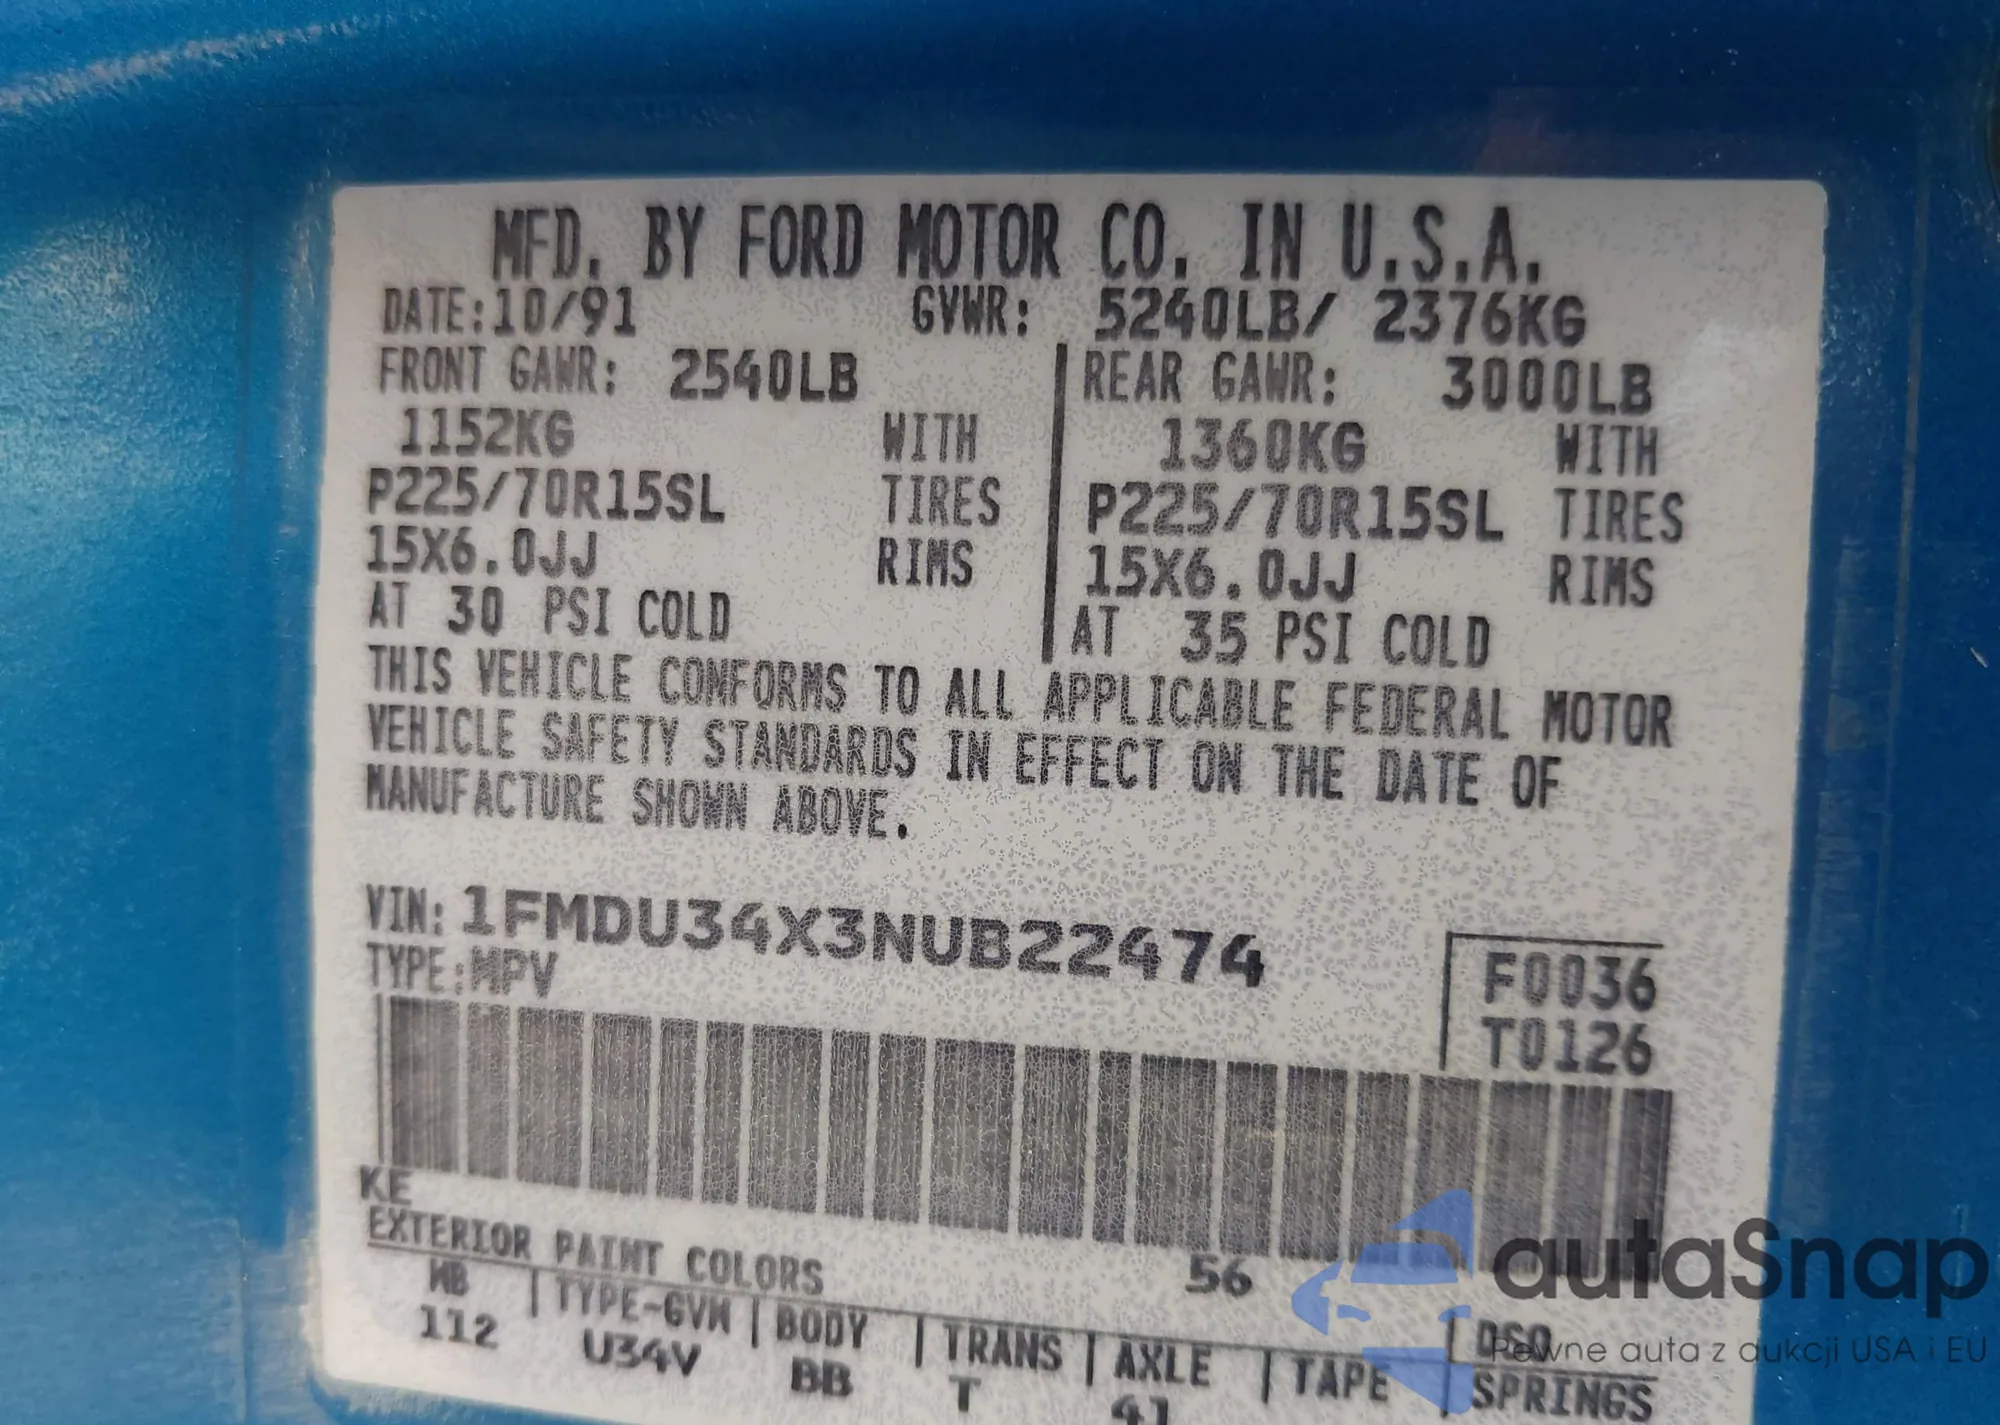 MFD. BY FORD MOTOR CO. IN U.S.A.
DATE:10/91 GVWR: 5240LB/ 2376KG
FRONT GAWR: 2540LB REAR GAWR: 3000LB
1152KG WITH 1360KG WITH
P225/70R15SL TIRES P225/70R15SL TIRES
15X6.0JJ RIMS 15X6.0JJ RIMS
AT 30 PSI COLD AT 35 PSI COLD
THIS VEHICLE CONFORMS TO ALL APPLICABLE FEDERAL MOTOR
VEHICLE SAFETY STANDARDS IN EFFECT ON THE DATE OF
MANUFACTURE SHOWN ABOVE.
VIN: 1FMDU34X3NUB22474
TYPE:MPV
F0036
T0126
KE
EXTERIOR PAINT COLORS 56
WB | TYPE-GVM | BODY | TRANS | AXLE | TAPE | DSO
SPRINGS
112 U34V BB T 41
autaSnap
Pewne auta z aukcji USA i EU